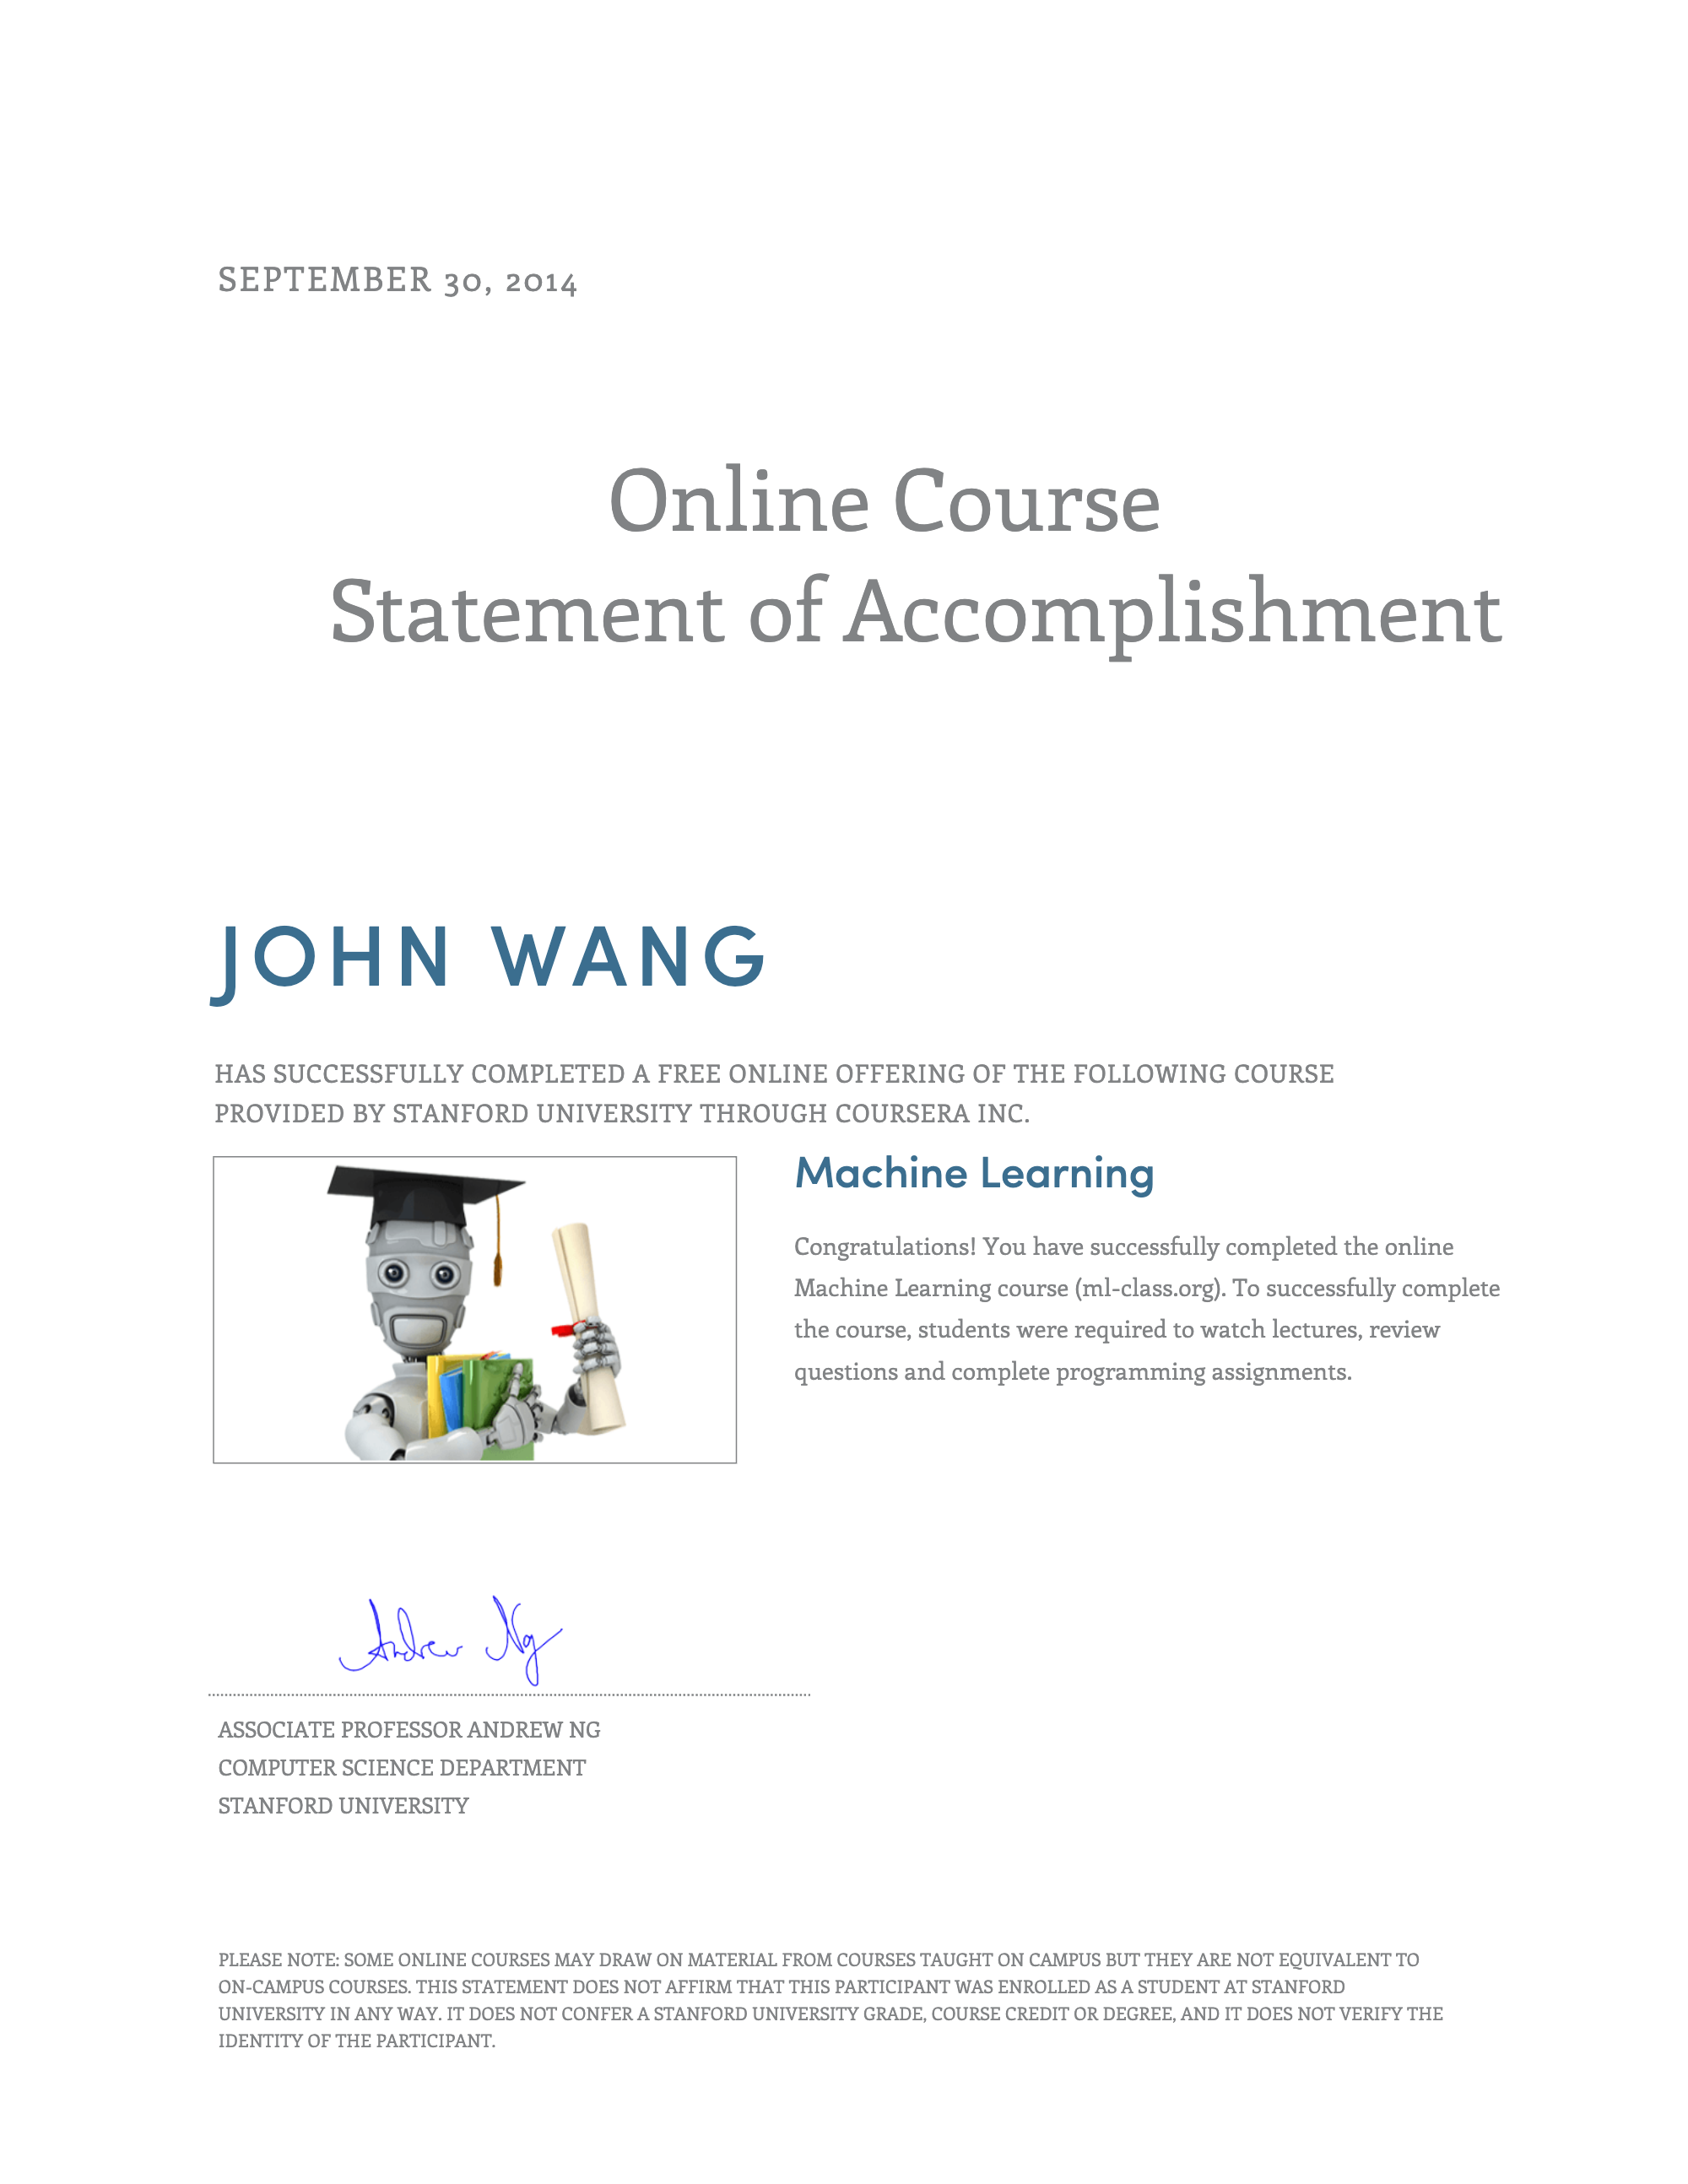 SEPTEMBER 30, 2014
Online Course
Statement of Accomplishment
JOHN WANG
HAS SUCCESSFULLY COMPLETED A FREE ONLINE OFFERING OF THE FOLLOWING COURSE
PROVIDED BY STANFORD UNIVERSITY THROUGH COURSERA INC.
Machine Learning
Congratulations! You have successfully completed the online
Machine Learning course (ml-class.org). To successfully complete
the course, students were required to watch lectures, review
questions and complete programming assignments.
Andrew Ng
ASSOCIATE PROFESSOR ANDREW NG
COMPUTER SCIENCE DEPARTMENT
STANFORD UNIVERSITY
PLEASE NOTE: SOME ONLINE COURSES MAY DRAW ON MATERIAL FROM COURSES TAUGHT ON CAMPUS BUT THEY ARE NOT EQUIVALENT TO
ON-CAMPUS COURSES. THIS STATEMENT DOES NOT AFFIRM THAT THIS PARTICIPANT WAS ENROLLED AS A STUDENT AT STANFORD
UNIVERSITY IN ANY WAY. IT DOES NOT CONFER A STANFORD UNIVERSITY GRADE, COURSE CREDIT OR DEGREE, AND IT DOES NOT VERIFY THE
IDENTITY OF THE PARTICIPANT.